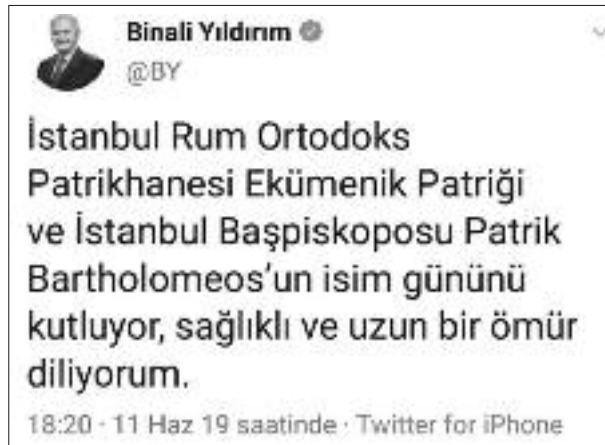 Binali Yıldırım
@BY
İstanbul Rum Ortodoks
Patrikhanesi Ekümenik Patriği
ve İstanbul Başpiskoposu Patrik
Bartholomeos'un isim gününü
kutluyor, sağlıklı ve uzun bir ömür
diliyorum.
18:20 · 11 Haz 19 saatinde · Twitter for iPhone